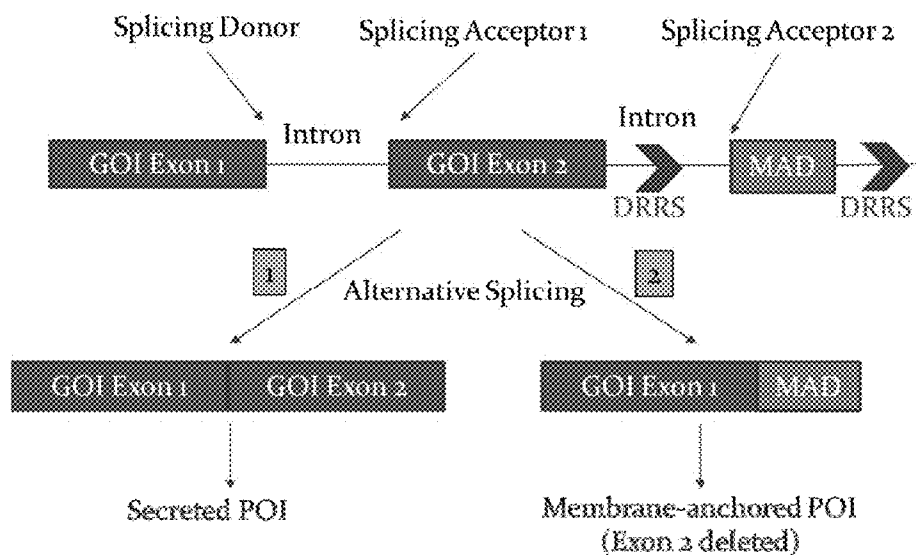 Splicing Donor
Splicing Acceptor 1
Splicing Acceptor 2
Intron
Intron
GOI Exon 1
GOI Exon 2
MAD
DRRS
DRRS
1
2
Alternative Splicing
GOI Exon 1
GOI Exon 2
GOI Exon 1
MAD
Secreted POI
Membrane-anchored POI
(Exon 2 deleted)